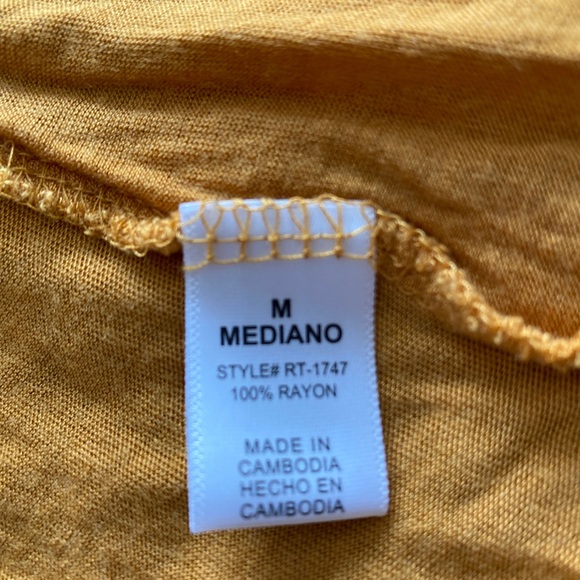 M
MEDIANO
STYLE# RT-1747
100% RAYON
MADE IN
CAMBODIA
HECHO EN
CAMBODIA